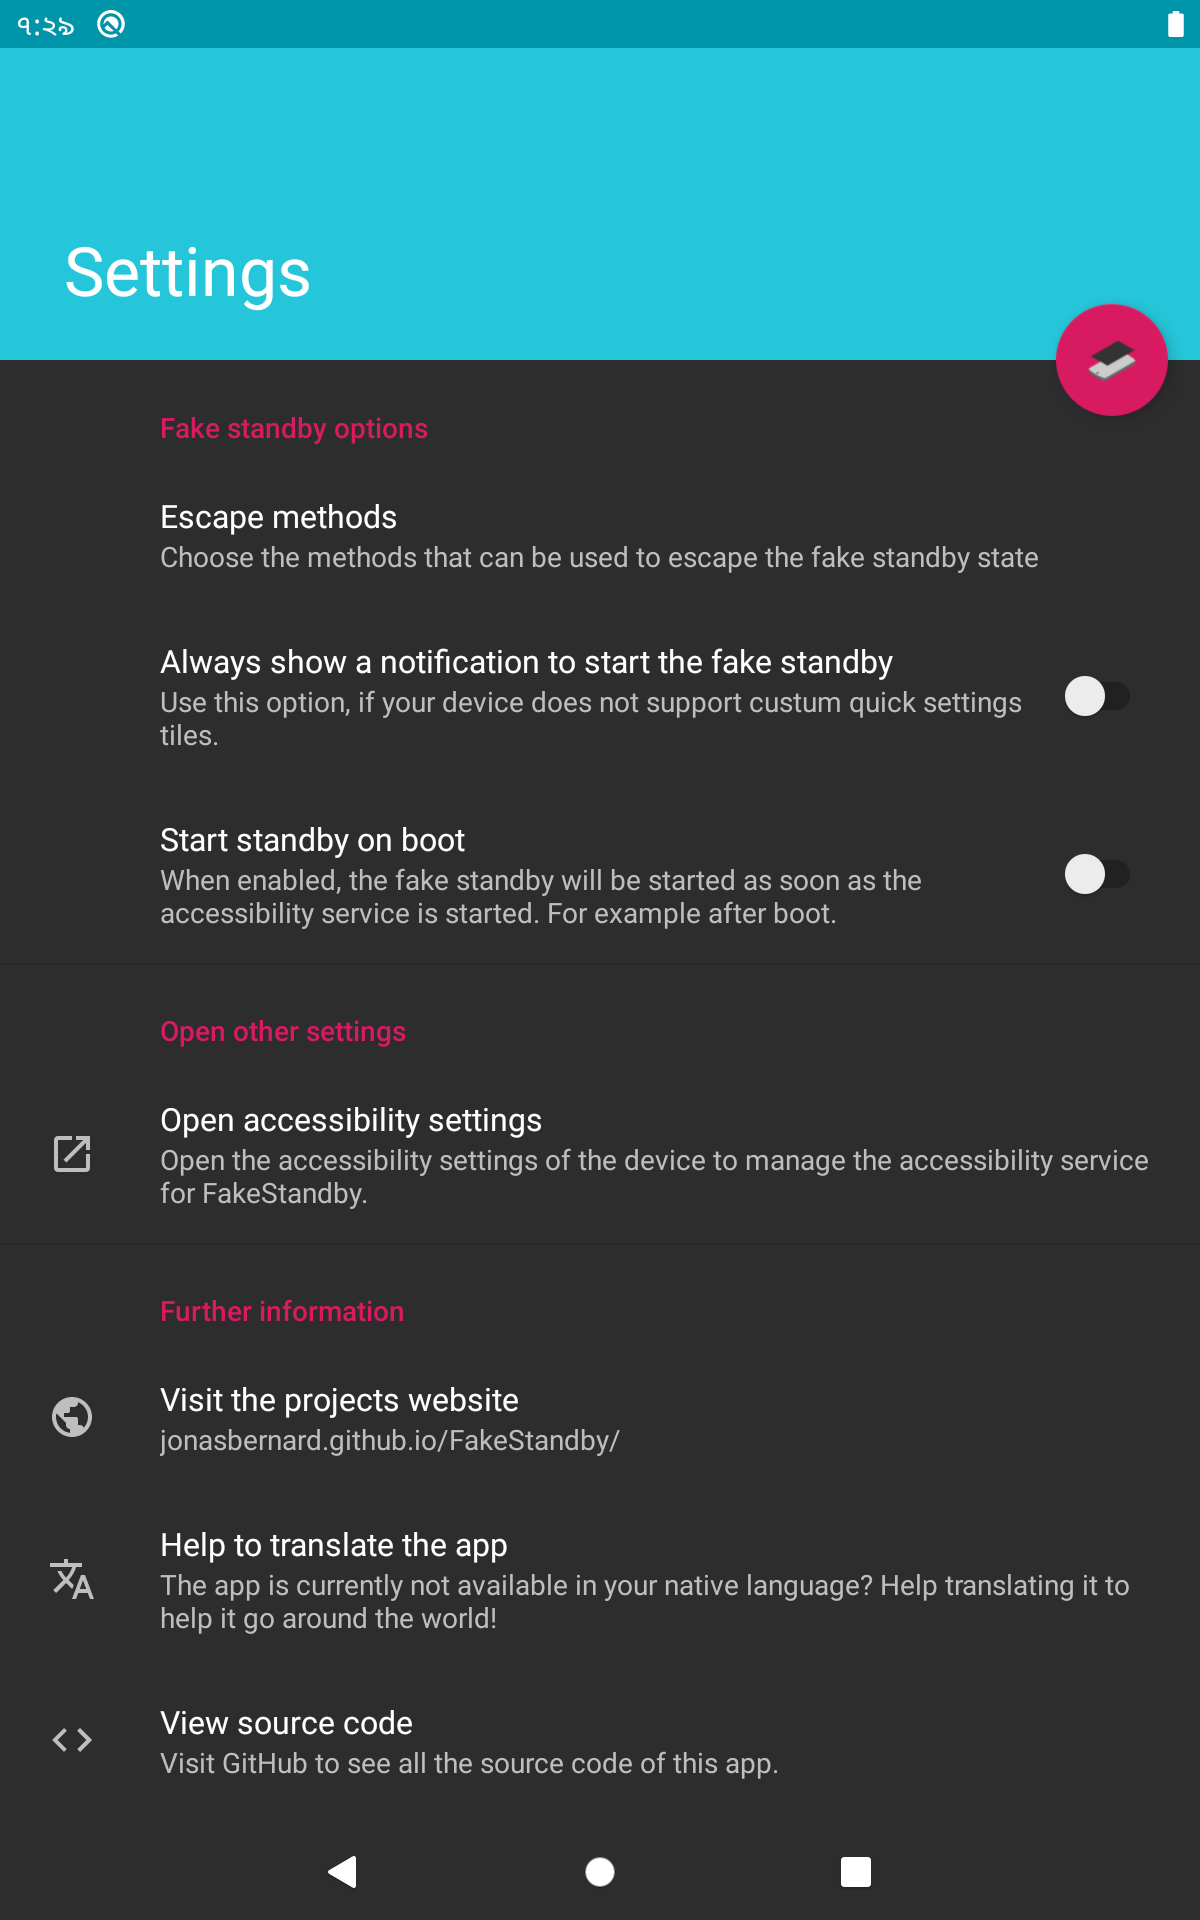 ৭:২৯
Settings
Fake standby options
Escape methods
Choose the methods that can be used to escape the fake standby state
Always show a notification to start the fake standby
Use this option, if your device does not support custum quick settings
tiles.
Start standby on boot
When enabled, the fake standby will be started as soon as the
accessibility service is started. For example after boot.
Open other settings
Open accessibility settings
Open the accessibility settings of the device to manage the accessibility service
for FakeStandby.
Further information
Visit the projects website
jonasbernard.github.io/FakeStandby/
Help to translate the app
The app is currently not available in your native language? Help translating it to
help it go around the world!
View source code
Visit GitHub to see all the source code of this app.